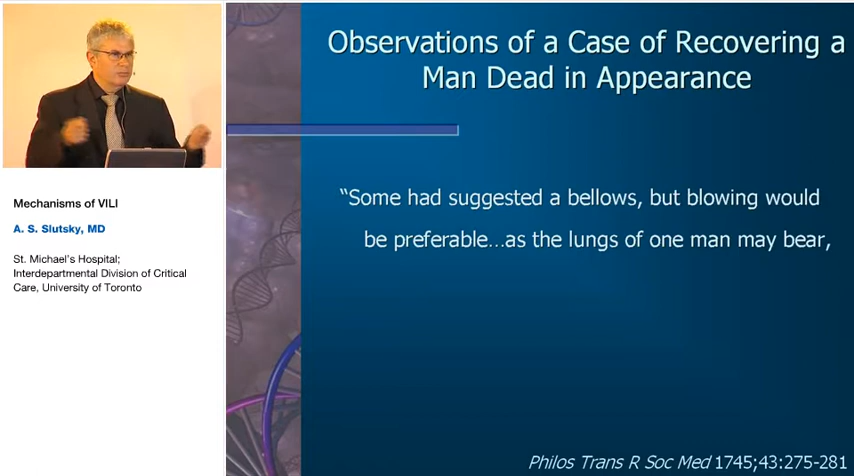 Observations of a Case of Recovering a
Man Dead in Appearance
“Some had suggested a bellows, but blowing would
be preferable…as the lungs of one man may bear,
Philos Trans R Soc Med 1745;43:275-281
Mechanisms of VILI
A. S. Slutsky, MD
St. Michael's Hospital;
Interdepartmental Division of Critical
Care, University of Toronto